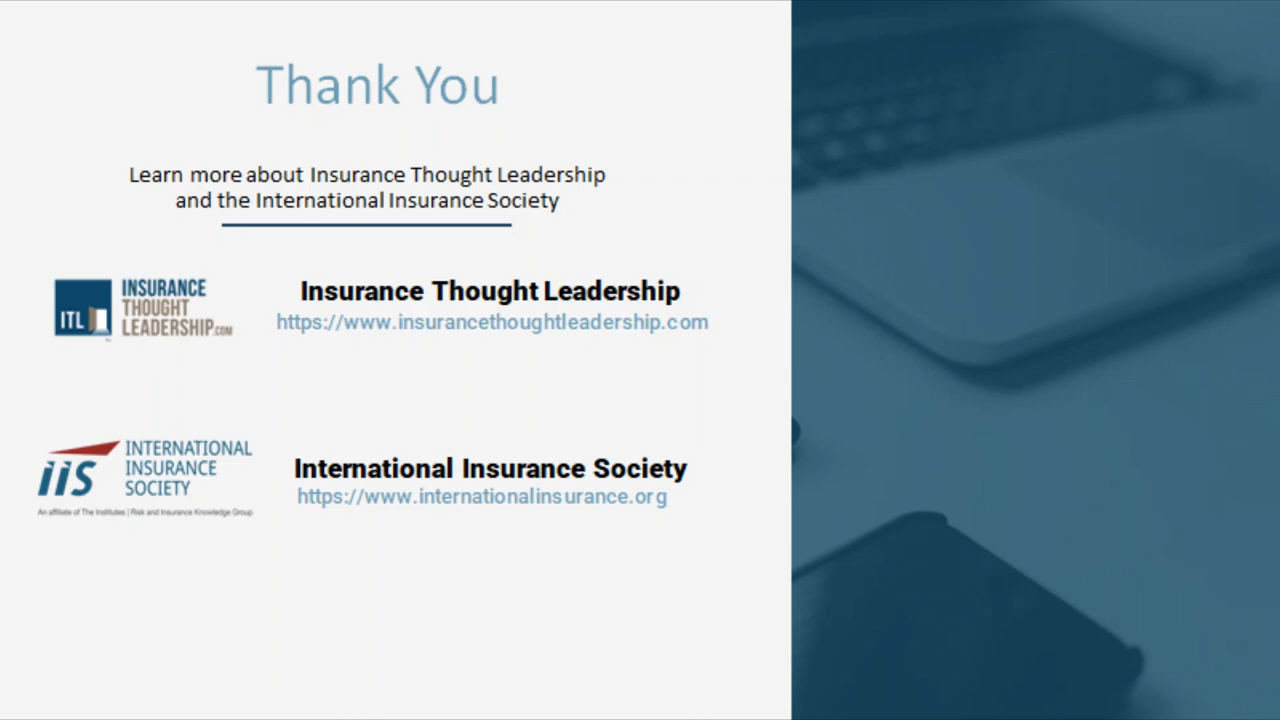 Thank You
Learn more about Insurance Thought Leadership
and the International Insurance Society
ITL
INSURANCE
THOUGHT
LEADERSHIP.COM
Insurance Thought Leadership
https://www.insurancethoughtleadership.com
iis
INTERNATIONAL
INSURANCE
SOCIETY
An affiliate of The Institutes | Risk and Insurance Knowledge Group
International Insurance Society
https://www.internationalinsurance.org